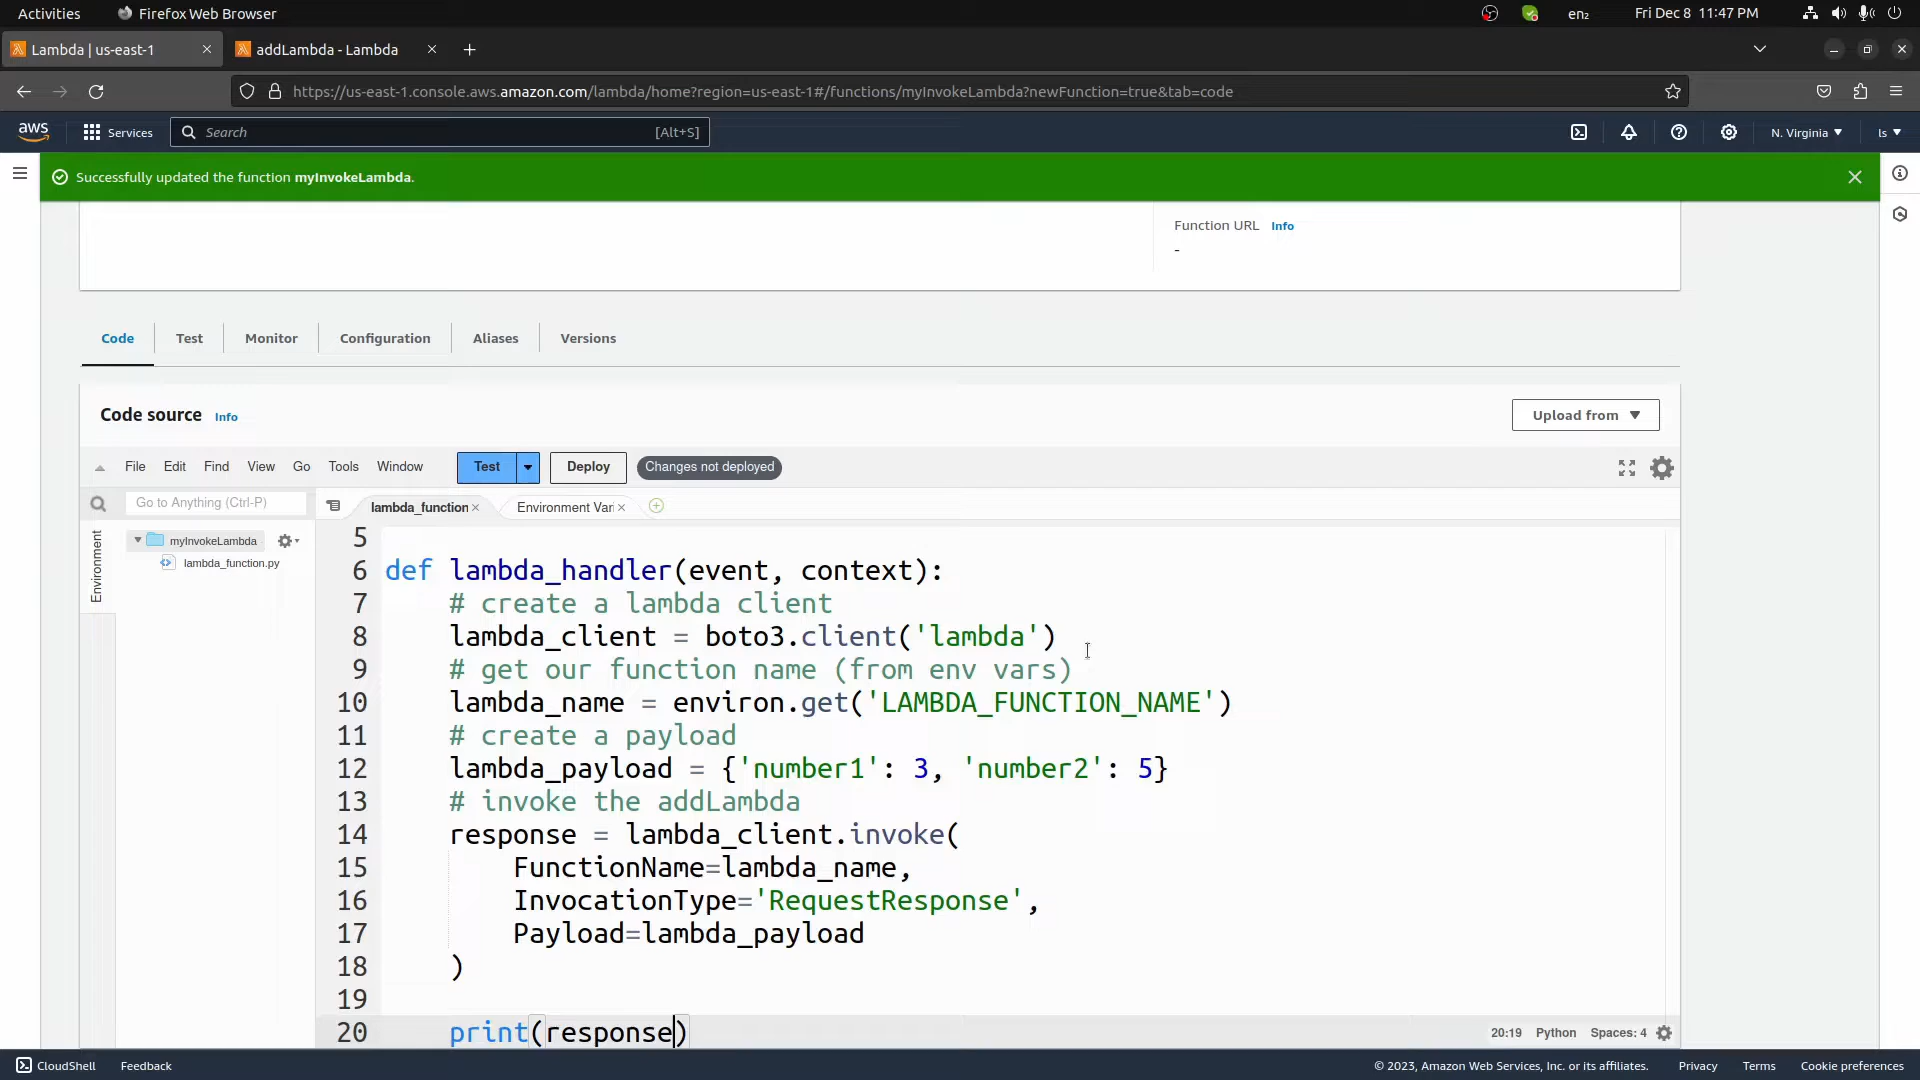 Activities Firefox Web Browser en₂ Fri Dec 8 11:47 PM
Lambda | us-east-1 addLambda - Lambda
https://us-east-1.console.aws.amazon.com/lambda/home?region=us-east-1#/functions/myInvokeLambda?newFunction=true&tab=code
aws Services Search [Alt+S] N. Virginia ls
Successfully updated the function myInvokeLambda.
Function URL Info
-
Code Test Monitor Configuration Aliases Versions
Code source Info Upload from
File Edit Find View Go Tools Window Test Deploy Changes not deployed
Go to Anything (Ctrl-P) lambda_function Environment Vari
Environment
myInvokeLambda
lambda_function.py
5
6 def lambda_handler(event, context):
7 # create a lambda client
8 lambda_client = boto3.client('lambda')
9 # get our function name (from env vars)
10 lambda_name = environ.get('LAMBDA_FUNCTION_NAME')
11 # create a payload
12 lambda_payload = {'number1': 3, 'number2': 5}
13 # invoke the addLambda
14 response = lambda_client.invoke(
15 FunctionName=lambda_name,
16 InvocationType='RequestResponse',
17 Payload=lambda_payload
18 )
19
20 print(response)
20:19 Python Spaces: 4
CloudShell Feedback © 2023, Amazon Web Services, Inc. or its affiliates. Privacy Terms Cookie preferences